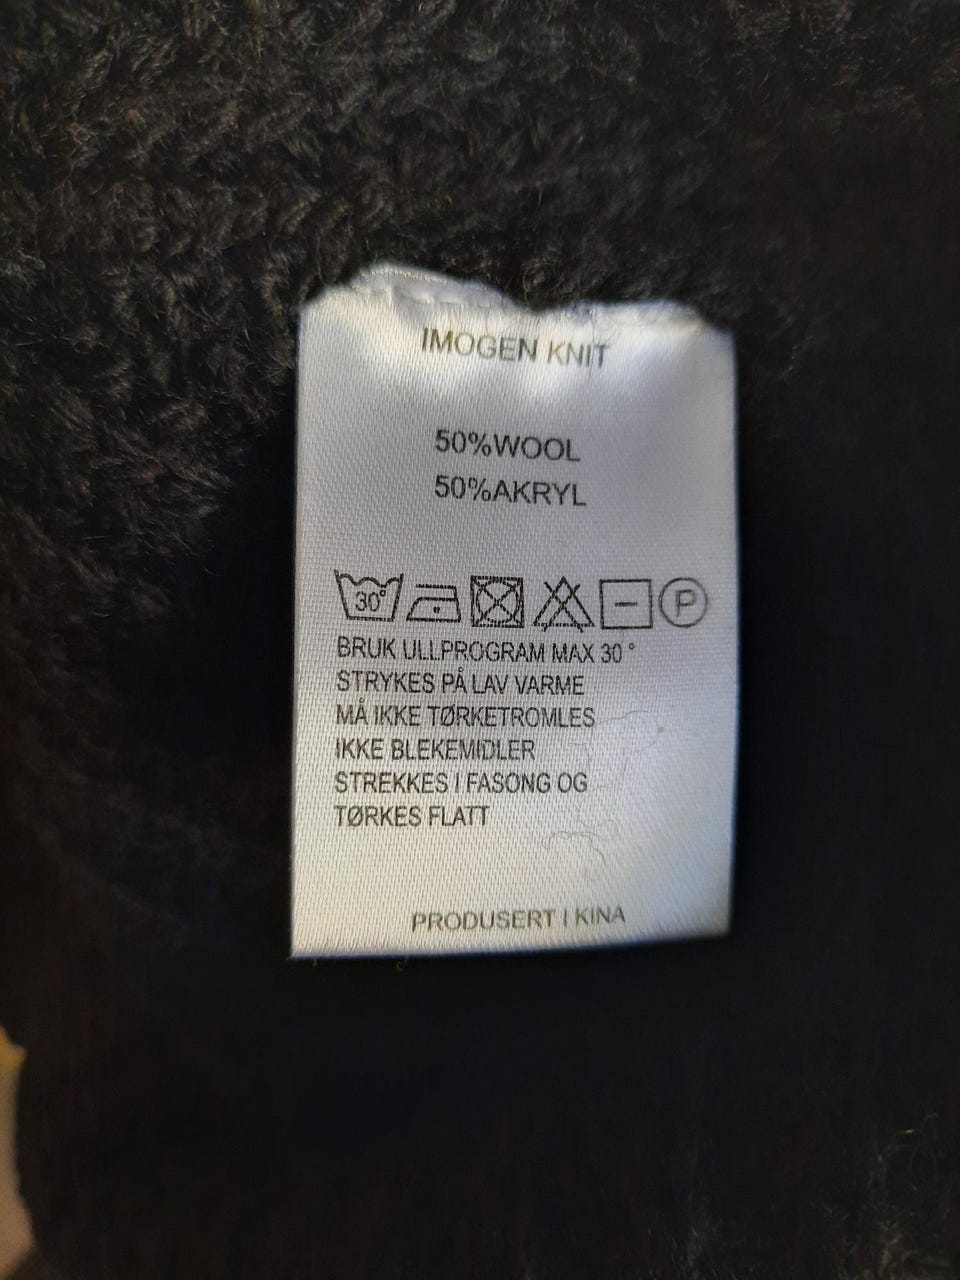 IMOGEN KNIT
50%WOOL
50%AKRYL
30° P
BRUK ULLPROGRAM MAX 30°
STRYKES PÅ LAV VARME
MÅ IKKE TØRKETROMLES
IKKE BLEKEMIDLER
STREKKES I FASONG OG
TØRKES FLATT
PRODUSERT I KINA